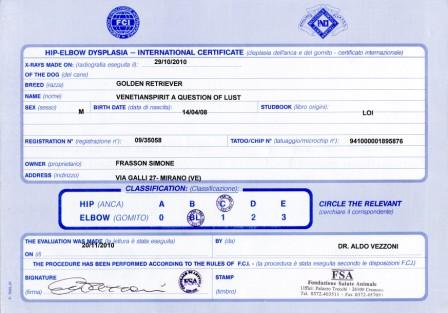 FCI
IND
HIP-ELBOW DYSPLASIA – INTERNATIONAL CERTIFICATE (displasia dell'anca e del gomito - certificato internazionale)
X-RAYS MADE ON: (radiografia eseguita il) 29/10/2010
OF THE DOG (del cane)
BREED (razza) GOLDEN RETRIEVER
NAME (nome) VENETIANSPIRIT A QUESTION OF LUST
SEX (sesso) M BIRTH DATE (data di nascita) 14/04/08 STUDBOOK (libro origini) LOI
REGISTRATION N° (registrazione n°) 09/35058 TATOO/CHIP N° (tatuaggio/microchip n°) 941000001895876
OWNER (proprietario) FRASSON SIMONE
ADDRESS (indirizzo) VIA GALLI 27- MIRANO (VE)
CLASSIFICATION: (Classificazione):
HIP (ANCA) A B C D E CIRCLE THE RELEVANT
ELBOW (GOMITO) 0 BL 1 2 3 (cerchiare il corrispondente)
THE EVALUATION WAS MADE (la lettura è stata eseguita) BY (da)
ON (il) 20/11/2010 DR. ALDO VEZZONI
THE PROCEDURE HAS BEEN PERFORMED ACCORDING TO THE RULES OF F.C.I. - (la procedura è stata eseguita secondo le disposizioni F.C.I.)
SIGNATURE STAMP FSA
(firma) (timbro) Fondazione Salute Animale
FSA